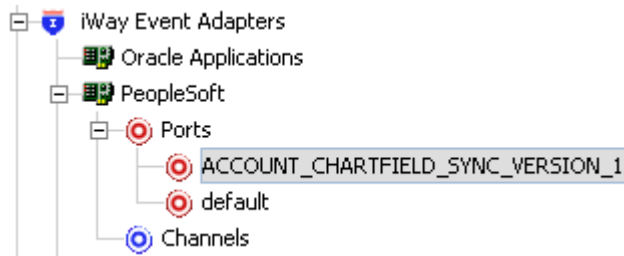 iWay Event Adapters
Oracle Applications
PeopleSoft
Ports
ACCOUNT_CHARTFIELD_SYNC_VERSION_1
default
Channels